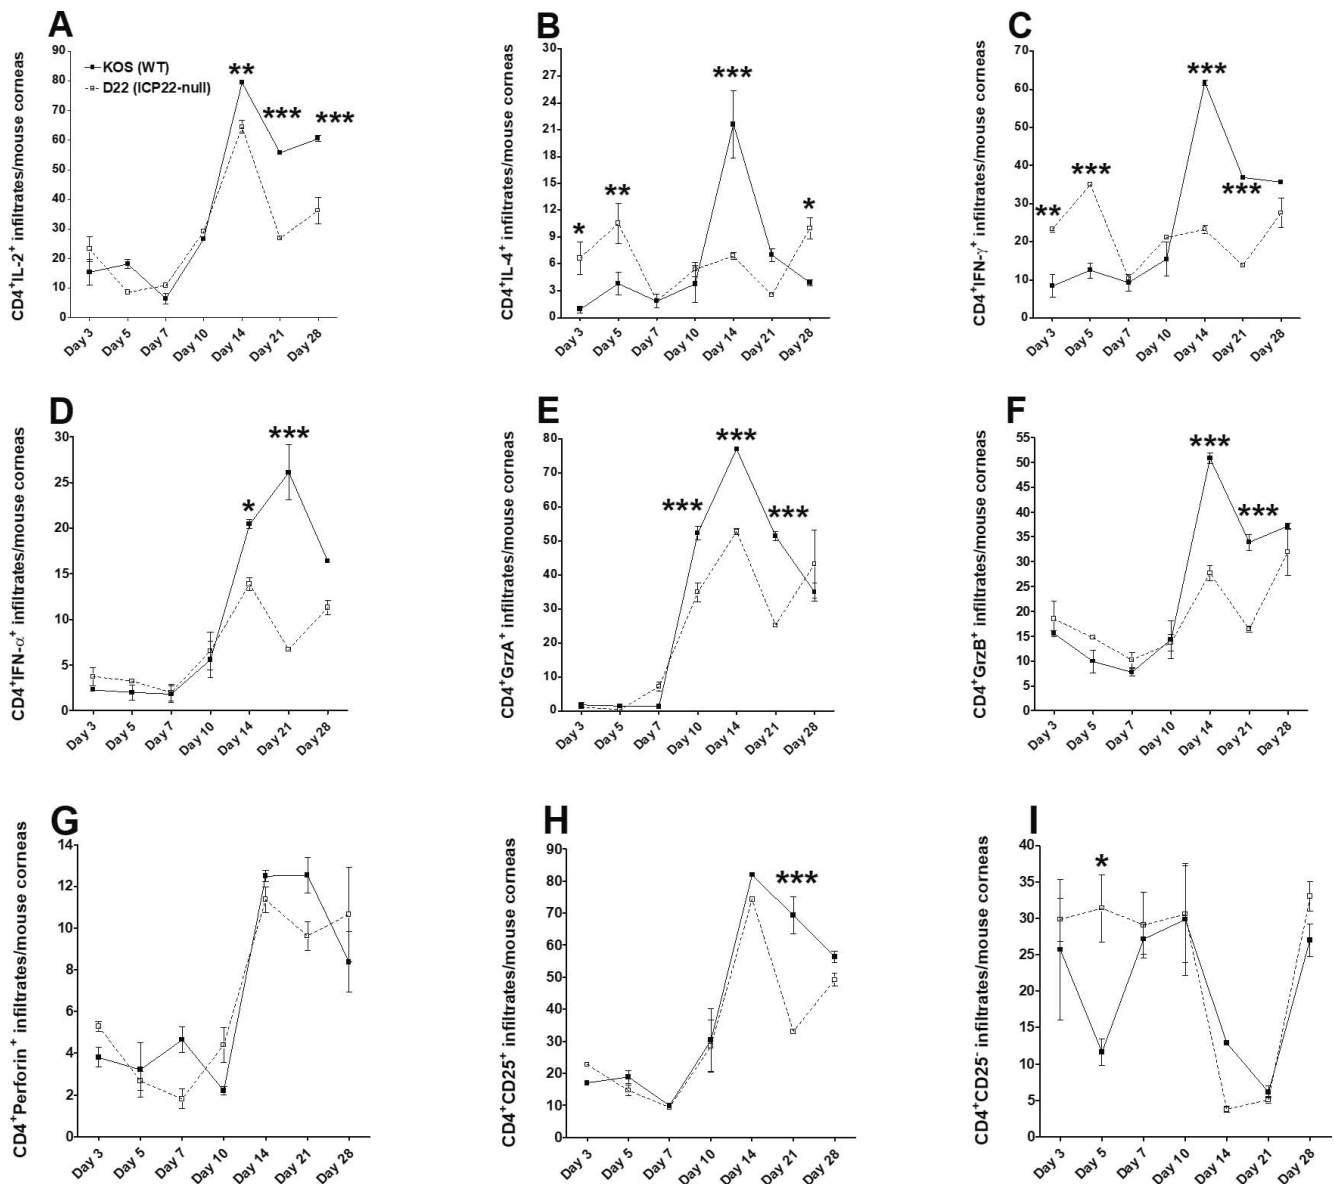 A
CD4+IL-2+ infiltrates/mouse corneas
90
80
70
60
50
40
30
20
10
0
KOS (WT)
D22 (ICP22-null)
**
***
***
Day 3
Day 5
Day 7
Day 10
Day 14
Day 21
Day 28
B
CD4+IL-4+ infiltrates/mouse corneas
30
27
24
21
18
15
12
9
6
3
0
*
**
***
*
Day 3
Day 5
Day 7
Day 10
Day 14
Day 21
Day 28
C
CD4+IFN-γ+ infiltrates/mouse corneas
70
60
50
40
30
20
10
0
**
***
***
***
Day 3
Day 5
Day 7
Day 10
Day 14
Day 21
Day 28
D
CD4+IFN-α+ infiltrates/mouse corneas
30
25
20
15
10
5
0
*
***
Day 3
Day 5
Day 7
Day 10
Day 14
Day 21
Day 28
E
CD4+GrzA+ infiltrates/mouse corneas
80
70
60
50
40
30
20
10
0
***
***
***
Day 3
Day 5
Day 7
Day 10
Day 14
Day 21
Day 28
F
CD4+GrzB+ infiltrates/mouse corneas
55
50
45
40
35
30
25
20
15
10
5
0
***
***
Day 3
Day 5
Day 7
Day 10
Day 14
Day 21
Day 28
G
CD4+Perforin+ infiltrates/mouse corneas
14
12
10
8
6
4
2
0
Day 3
Day 5
Day 7
Day 10
Day 14
Day 21
Day 28
H
CD4+CD25+ infiltrates/mouse corneas
90
80
70
60
50
40
30
20
10
0
***
Day 3
Day 5
Day 7
Day 10
Day 14
Day 21
Day 28
I
CD4+CD25- infiltrates/mouse corneas
40
35
30
25
20
15
10
5
0
*
Day 3
Day 5
Day 7
Day 10
Day 14
Day 21
Day 28